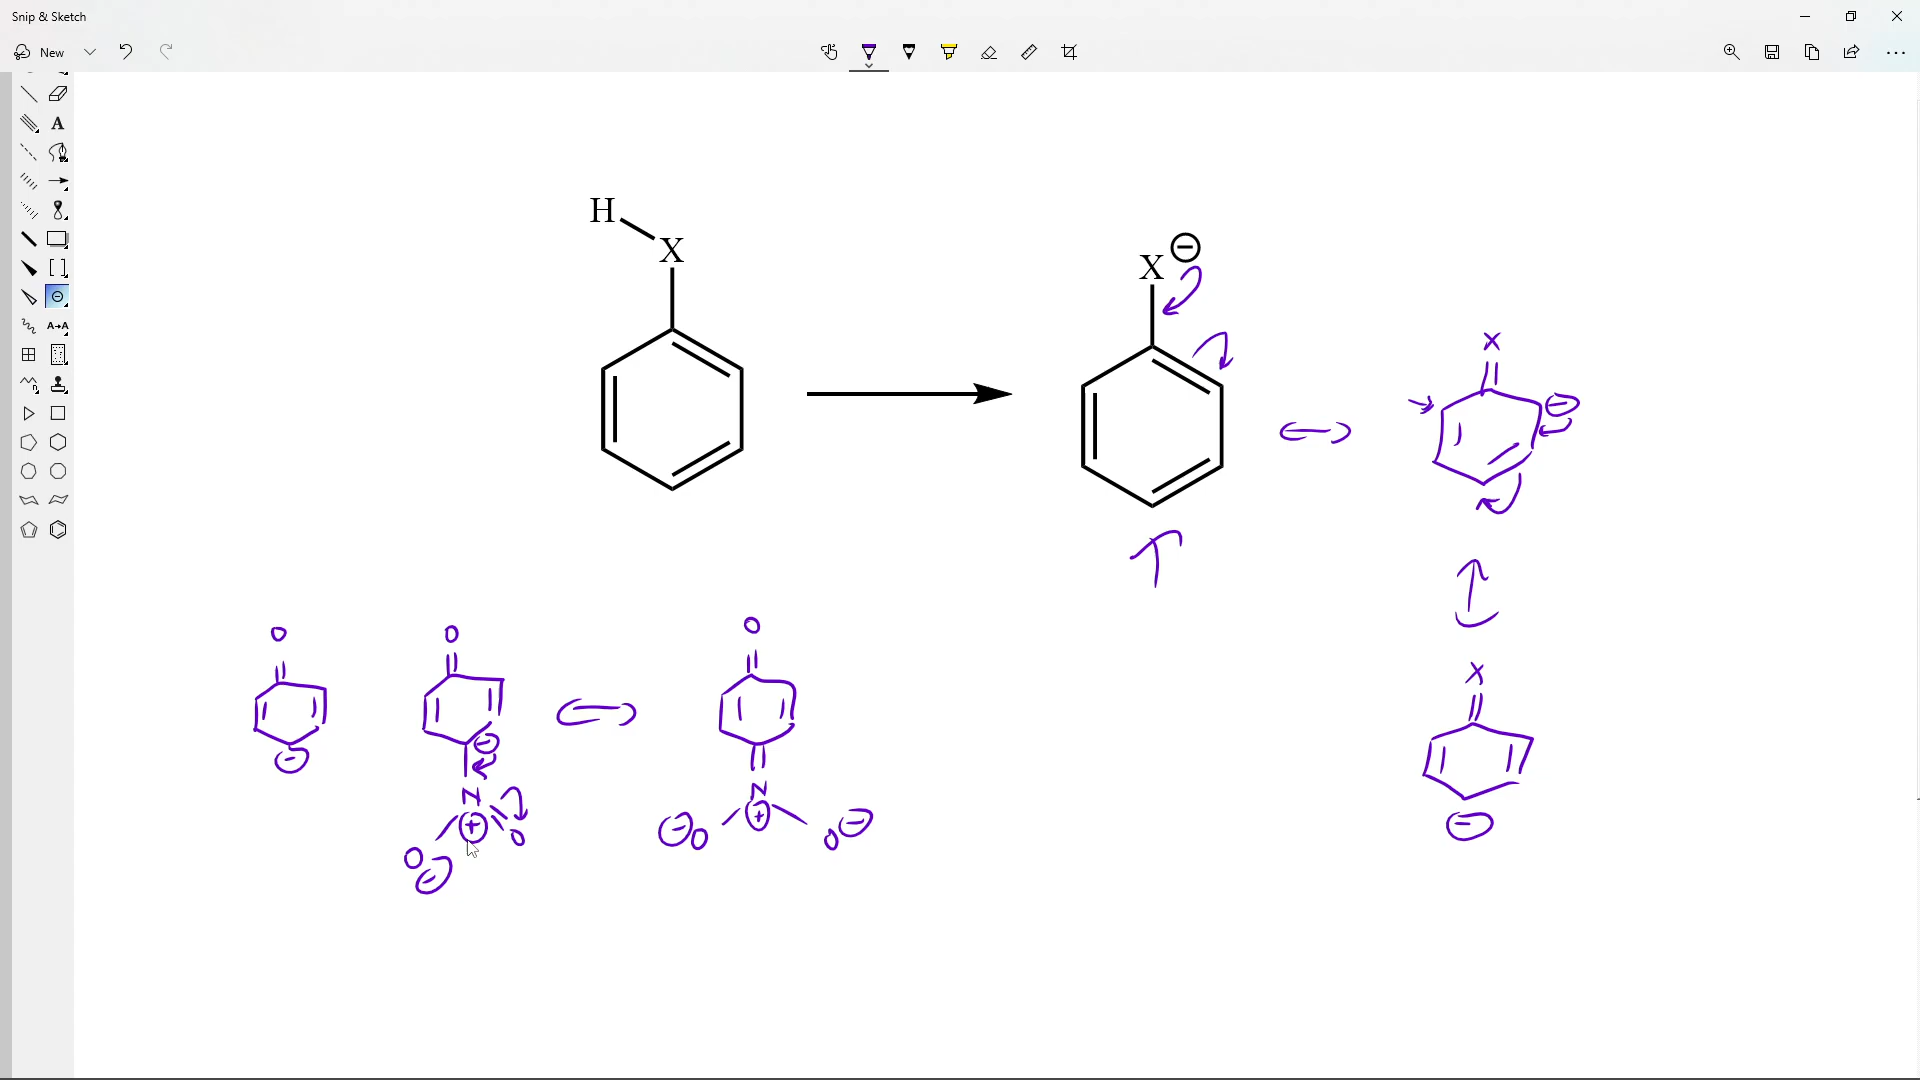 Snip & Sketch
New
A
A→A
H
X
X ⊖
X
⊖
O
O
O
X
⊖
⊖
N
⊕
O
O
⊖
N
⊕
⊖O
O⊖
⊖